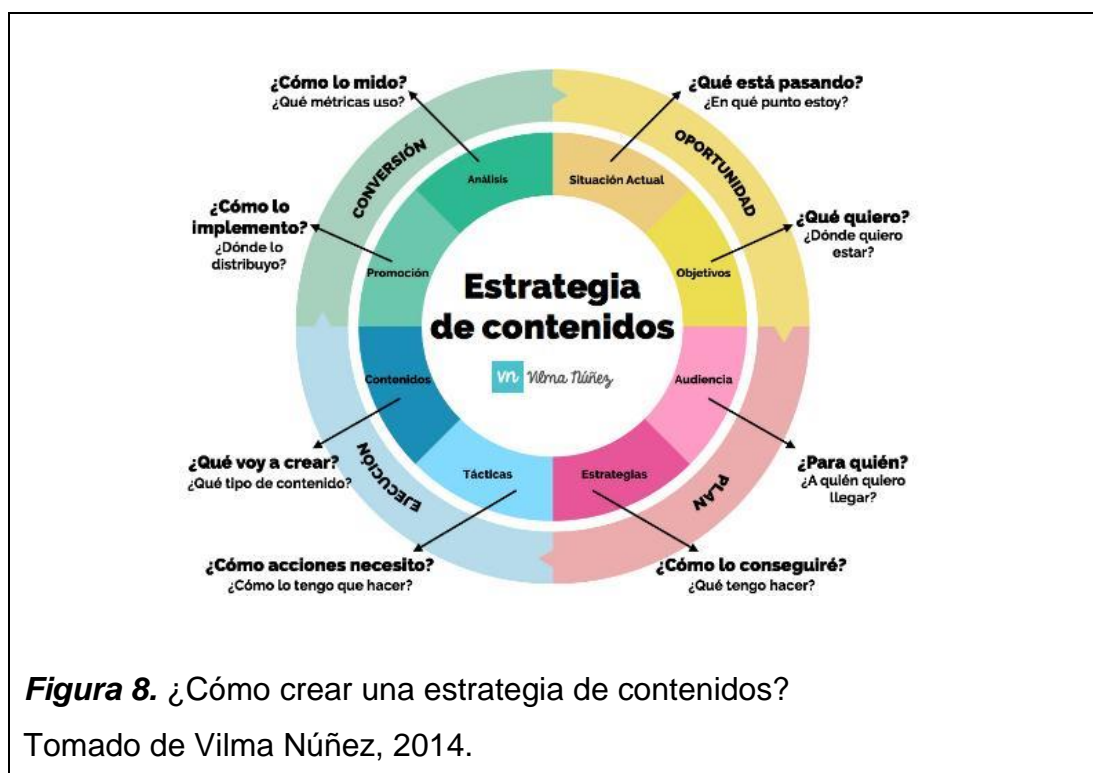 ¿Cómo lo mido?
¿Qué métricas uso?
¿Qué está pasando?
¿En qué punto estoy?
CONVERSIÓN
OPORTUNIDAD
Análisis
Situación Actual
¿Cómo lo
implemento?
¿Dónde lo
distribuyo?
¿Qué quiero?
¿Dónde quiero
estar?
Promoción
Objetivos
Estrategia
de contenidos
vn Vilma Núñez
Contenidos
Audiencia
¿Qué voy a crear?
¿Qué tipo de contenido?
¿Para quién?
¿A quién quiero
llegar?
Tácticas
Estrategias
EJECUCIÓN
PLAN
¿Cómo acciones necesito?
¿Cómo lo tengo que hacer?
¿Cómo lo conseguiré?
¿Qué tengo hacer?
Figura 8. ¿Cómo crear una estrategia de contenidos?
Tomado de Vilma Núñez, 2014.